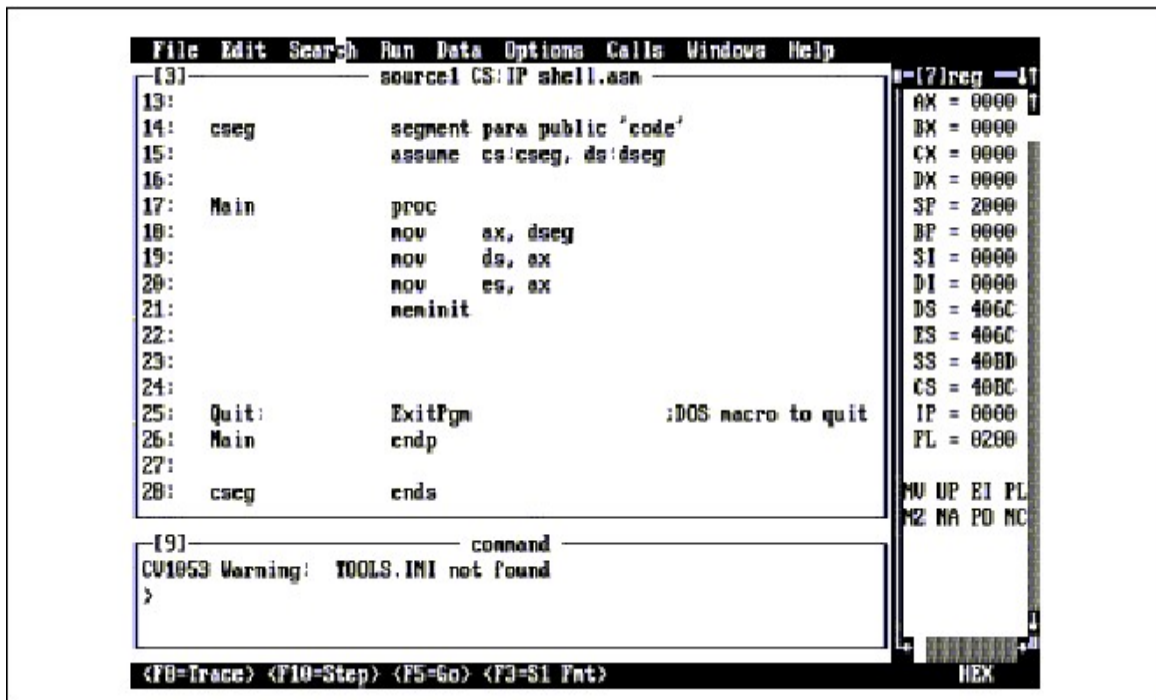 File Edit Search Run Data Options Calls Windows Help
[3] source1 CS:IP shell.asm
13:
14: cseg segment para public 'code'
15: assume cs:cseg, ds:dseg
16:
17: Main proc
18: mov ax, dseg
19: mov ds, ax
20: mov es, ax
21: meminit
22:
23:
24:
25: Quit: ExitPgm ;DOS macro to quit
26: Main endp
27:
28: cseg ends
[7]reg
AX = 0000
BX = 0000
CX = 0000
DX = 0000
SP = 2000
BP = 0000
SI = 0000
DI = 0000
DS = 406C
ES = 406C
SS = 40BD
CS = 40BC
IP = 0000
FL = 0200
NV UP EI PL
NZ NA PO NC
[9] command
CV1053 Warning: TOOLS.INI not found
>
<F8=Trace> <F10=Step> <F5=Go> <F3=S1 Fmt> HEX